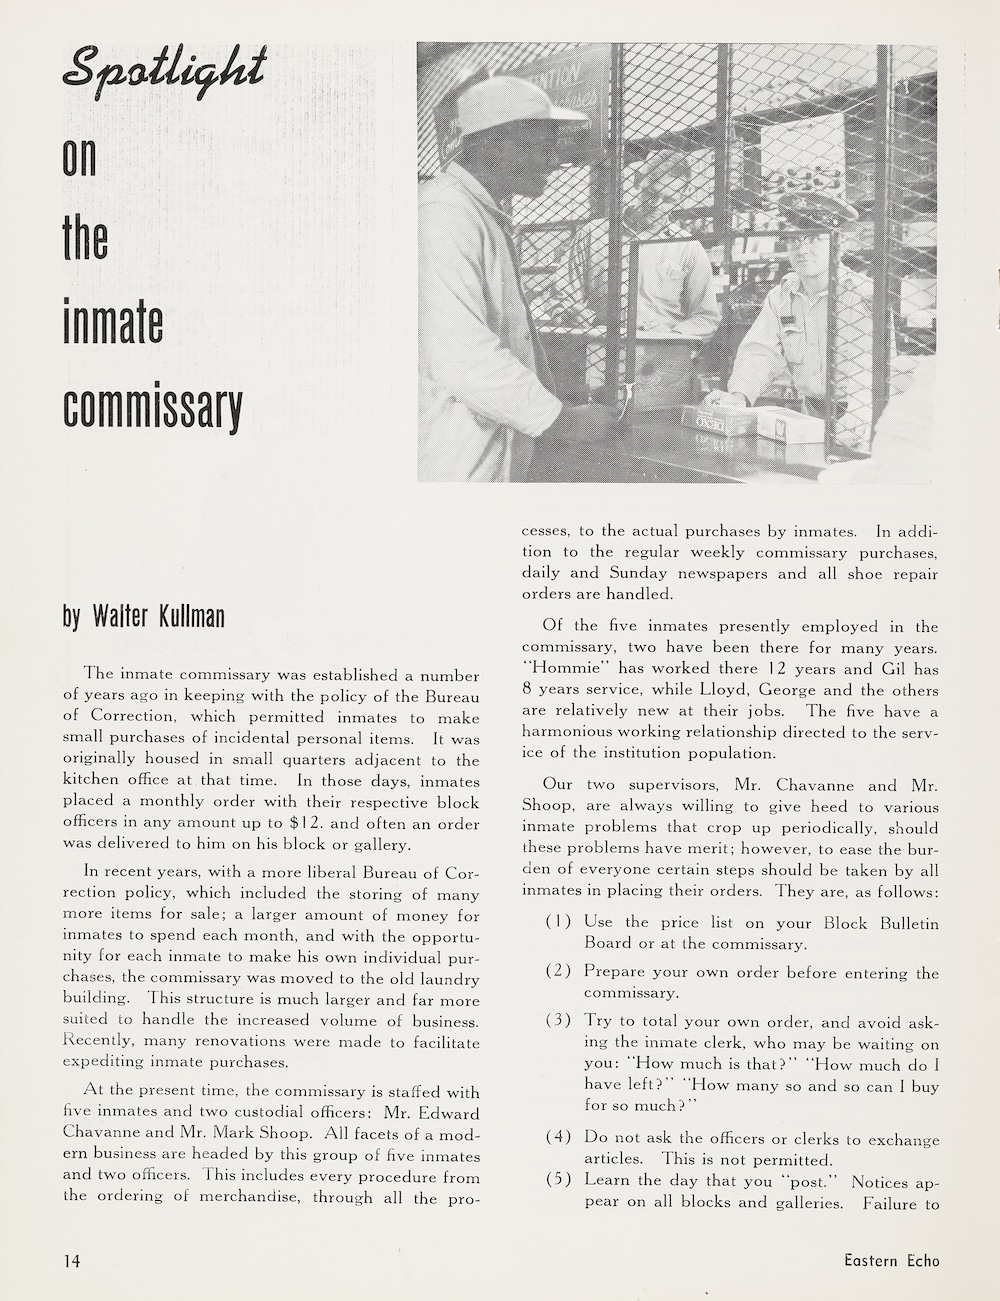 Spotlight
on
the
inmate
commissary
by Walter Kullman
The inmate commissary was established a number
of years ago in keeping with the policy of the Bureau
of Correction, which permitted inmates to make
small purchases of incidental personal items. It was
originally housed in small quarters adjacent to the
kitchen office at that time. In those days, inmates
placed a monthly order with their respective block
officers in any amount up to $12. and often an order
was delivered to him on his block or gallery.
In recent years, with a more liberal Bureau of Cor-
rection policy, which included the storing of many
more items for sale; a larger amount of money for
inmates to spend each month, and with the opportu-
nity for each inmate to make his own individual pur-
chases, the commissary was moved to the old laundry
building. This structure is much larger and far more
suited to handle the increased volume of business.
Recently, many renovations were made to facilitate
expediting inmate purchases.
At the present time, the commissary is staffed with
five inmates and two custodial officers: Mr. Edward
Chavanne and Mr. Mark Shoop. All facets of a mod-
ern business are headed by this group of five inmates
and two officers. This includes every procedure from
the ordering of merchandise, through all the pro-
cesses, to the actual purchases by inmates. In addi-
tion to the regular weekly commissary purchases,
daily and Sunday newspapers and all shoe repair
orders are handled.
Of the five inmates presently employed in the
commissary, two have been there for many years.
"Hommie" has worked there 12 years and Gil has
8 years service, while Lloyd, George and the others
are relatively new at their jobs. The five have a
harmonious working relationship directed to the serv-
ice of the institution population.
Our two supervisors, Mr. Chavanne and Mr.
Shoop, are always willing to give heed to various
inmate problems that crop up periodically, should
these problems have merit; however, to ease the bur-
den of everyone certain steps should be taken by all
inmates in placing their orders. They are, as follows:
(1) Use the price list on your Block Bulletin
Board or at the commissary.
(2) Prepare your own order before entering the
commissary.
(3) Try to total your own order, and avoid ask-
ing the inmate clerk, who may be waiting on
you: "How much is that?" "How much do I
have left?" "How many so and so can I buy
for so much?"
(4) Do not ask the officers or clerks to exchange
articles. This is not permitted.
(5) Learn the day that you "post." Notices ap-
pear on all blocks and galleries. Failure to
14
Eastern Echo